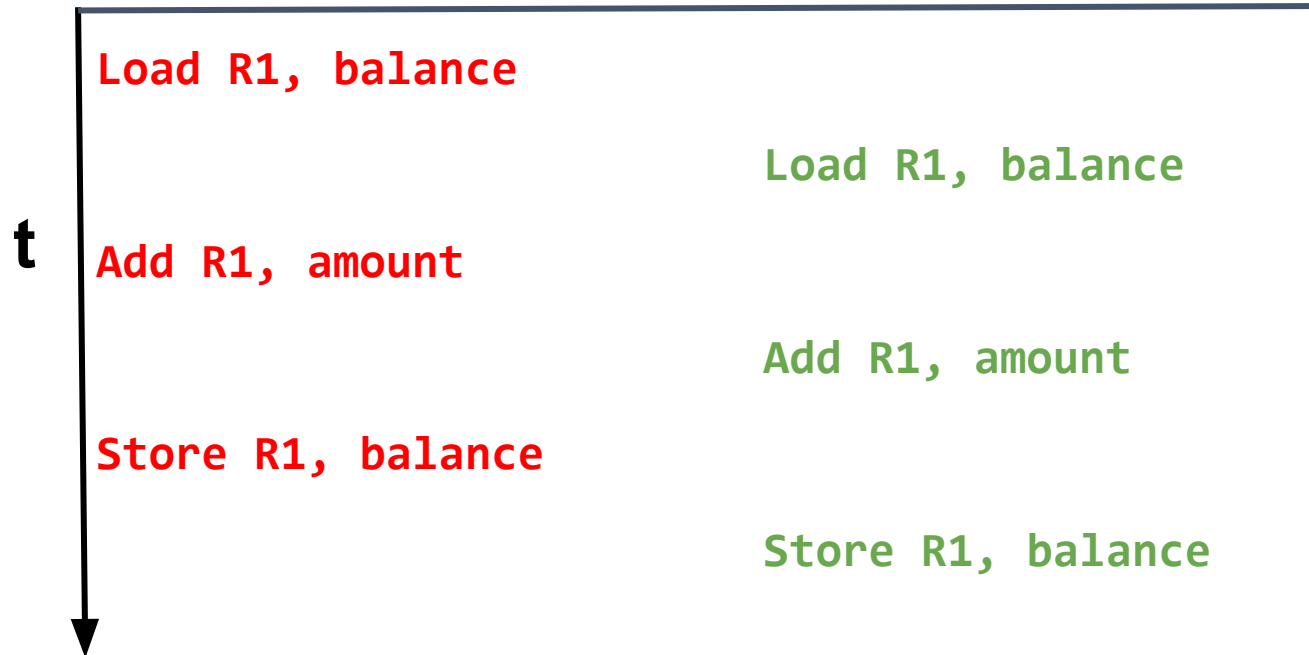 Load R1, balance
Load R1, balance
t
Add R1, amount
Add R1, amount
Store R1, balance
Store R1, balance